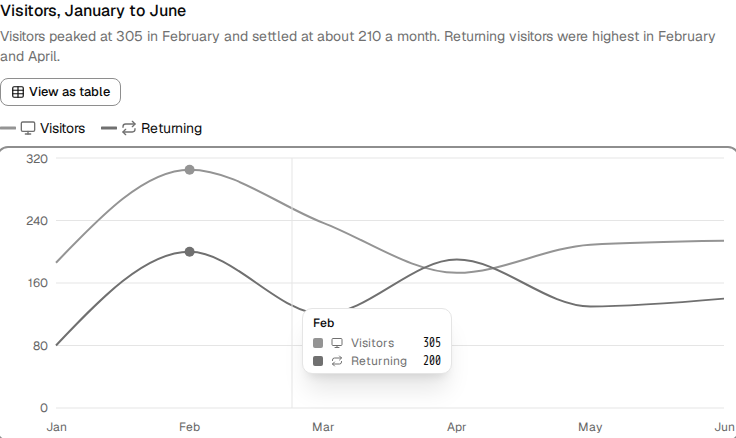 Visitors, January to June
Visitors peaked at 305 in February and settled at about 210 a month. Returning visitors were highest in February
and April.
View as table
Visitors Returning
320
240
160
80
0
Feb
Visitors 305
Returning 200
Jan Feb Mar Apr May Jun